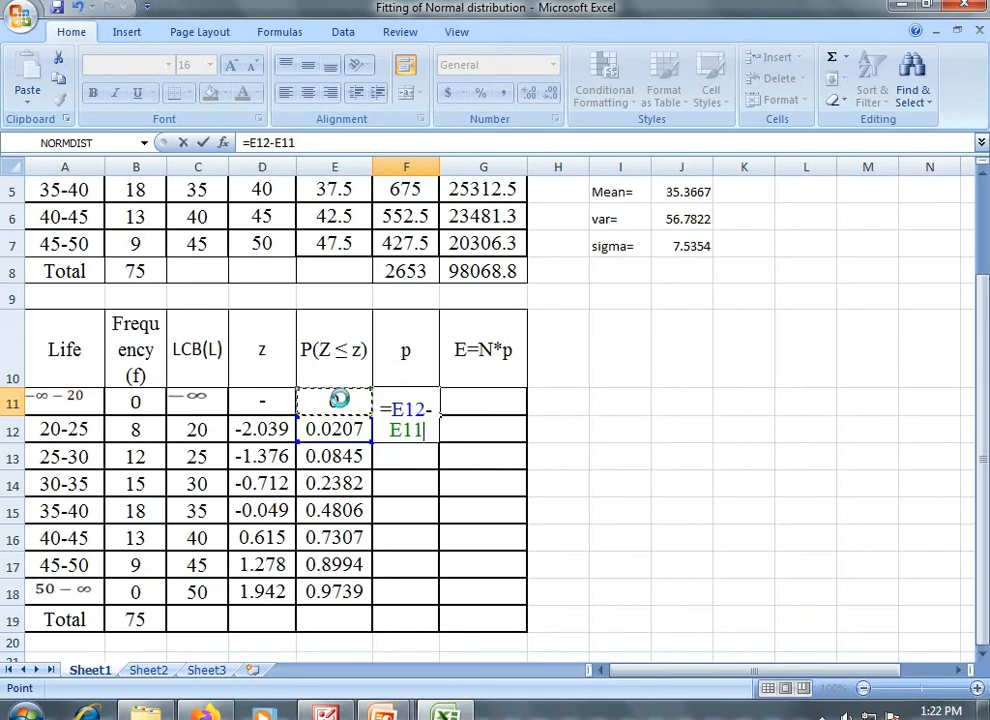 Fitting of Normal distribution - Microsoft Excel
Home Insert Page Layout Formulas Data Review View
Paste 16 A A General Conditional Formatting Format as Table Cell Styles Insert Delete Format Σ Sort & Filter Find & Select
B I U A $ % ,
Clipboard Font Alignment Number Styles Cells Editing
NORMDIST fx =E12-E11
A B C D E F G H I J K L M N
5 35-40 18 35 40 37.5 675 25312.5 Mean= 35.3667
6 40-45 13 40 45 42.5 552.5 23481.3 var= 56.7822
7 45-50 9 45 50 47.5 427.5 20306.3 sigma= 7.5354
8 Total 75 2653 98068.8
9
10 Life Frequency (f) LCB(L) z P(Z ≤ z) p E=N*p
11 −∞ − 20 0 −∞ - =E12-E11
12 20-25 8 20 -2.039 0.0207
13 25-30 12 25 -1.376 0.0845
14 30-35 15 30 -0.712 0.2382
15 35-40 18 35 -0.049 0.4806
16 40-45 13 40 0.615 0.7307
17 45-50 9 45 1.278 0.8994
18 50 − ∞ 0 50 1.942 0.9739
19 Total 75
20
21
Sheet1 Sheet2 Sheet3
Point 100%
1:22 PM